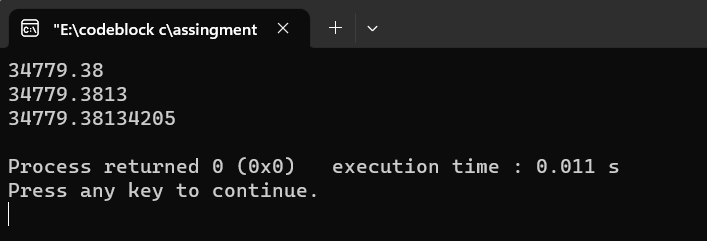 "E:\codeblock c\assingment
34779.38
34779.3813
34779.38134205
Process returned 0 (0x0)   execution time : 0.011 s
Press any key to continue.